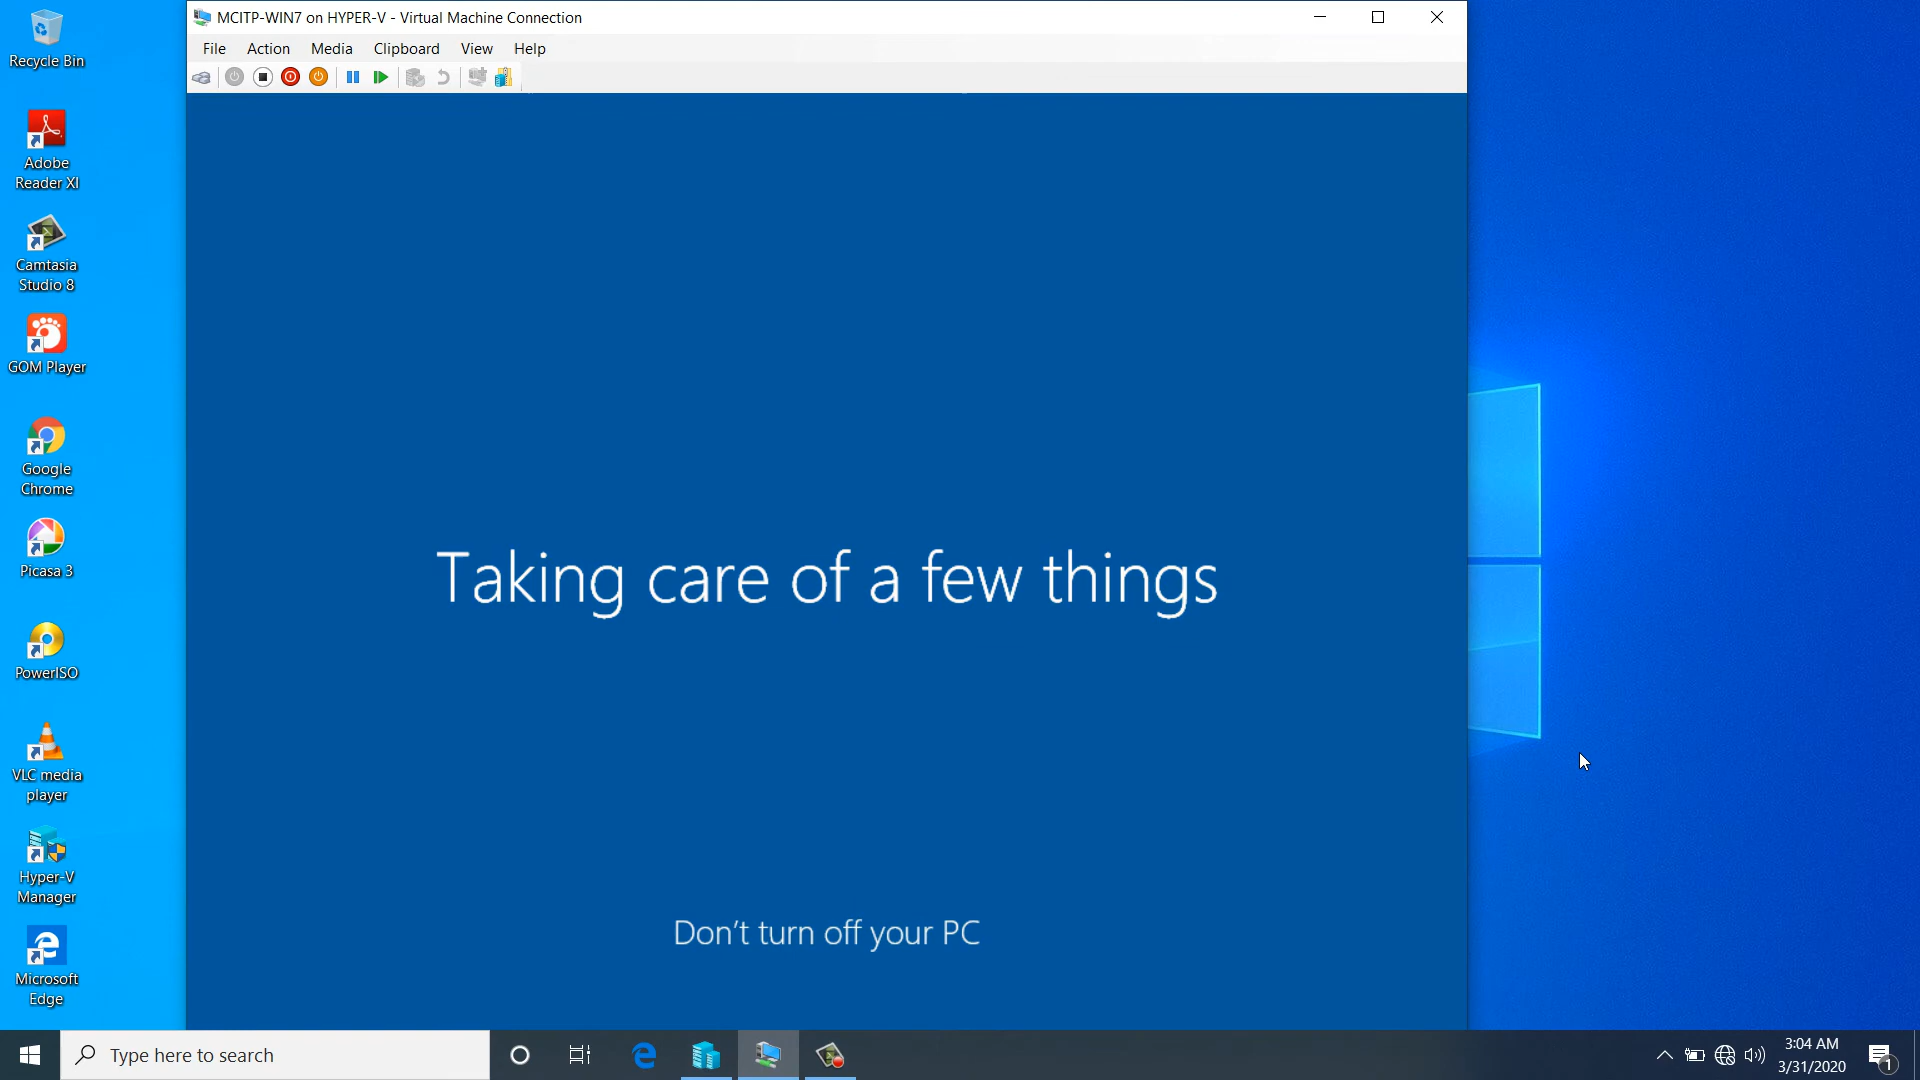 MCITP-WIN7 on HYPER-V - Virtual Machine Connection
File Action Media Clipboard View Help
Recycle Bin
Adobe
Reader XI
Camtasia
Studio 8
GOM Player
Google
Chrome
Picasa 3
PowerISO
VLC media
player
Hyper-V
Manager
Microsoft
Edge
Taking care of a few things
Don't turn off your PC
Type here to search
3:04 AM
3/31/2020
1